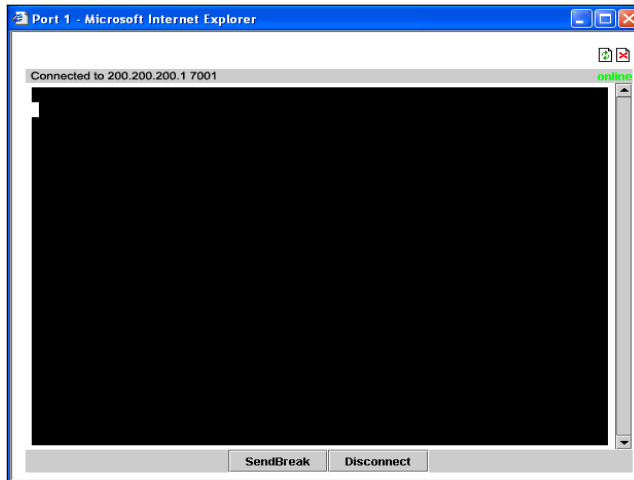 Port 1 - Microsoft Internet Explorer
Connected to 200.200.200.1 7001
online
SendBreak
Disconnect